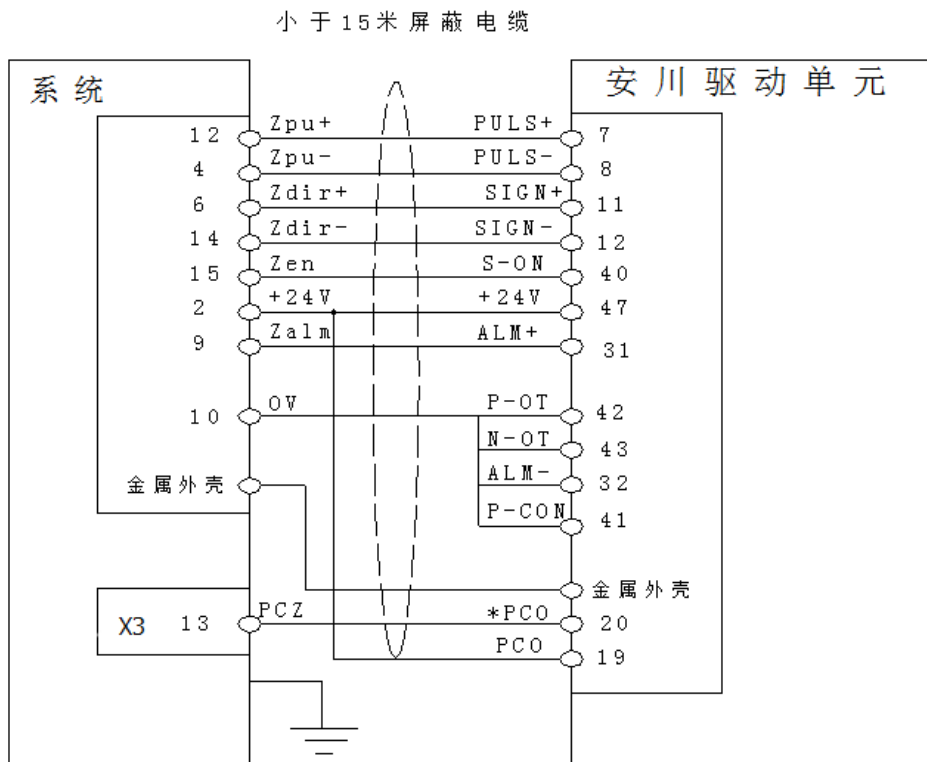 小于15米屏蔽电缆
系统 安川驱动单元
12 Zpu+ PULS+ 7
4 Zpu- PULS- 8
6 Zdir+ SIGN+ 11
14 Zdir- SIGN- 12
15 Zen S-ON 40
2 +24V +24V 47
9 Zalm ALM+ 31
10 0V P-OT 42
N-OT 43
金属外壳 ALM- 32
P-CON 41
金属外壳
X3 13 PCZ *PCO 20
PCO 19